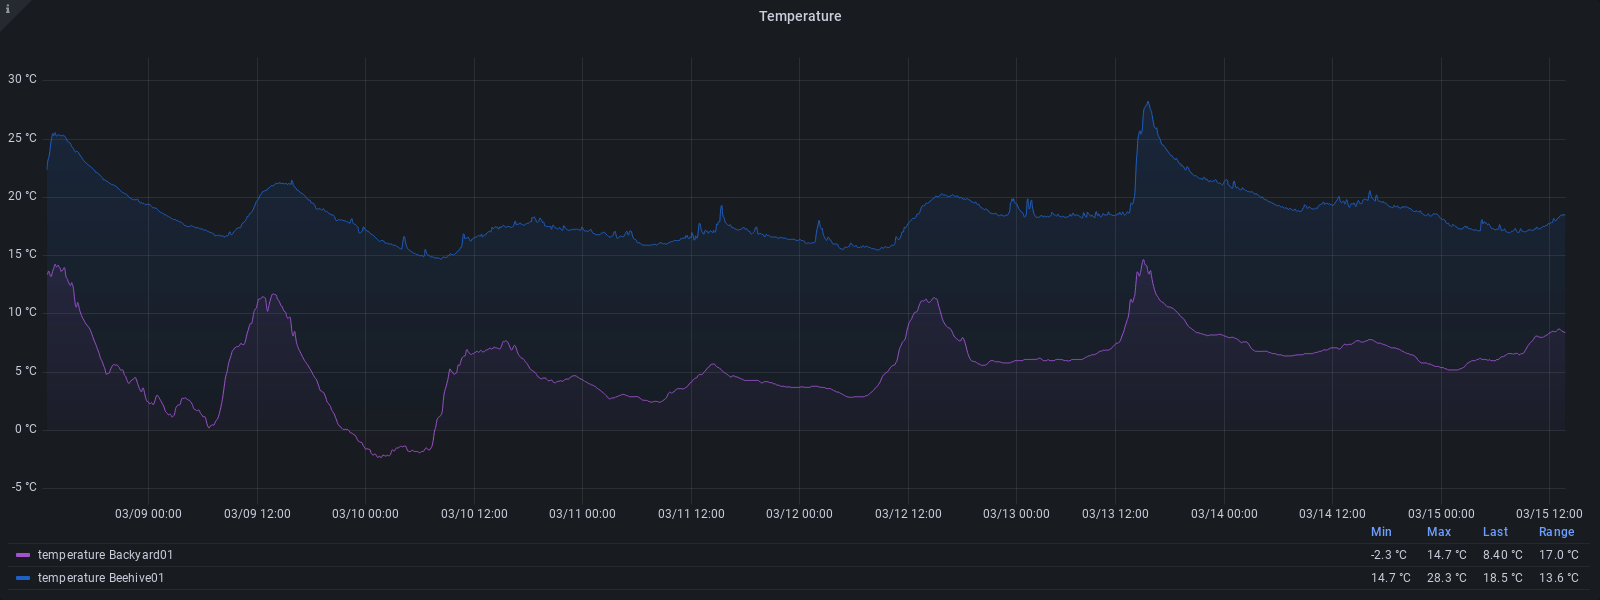 i
Temperature
30 °C
25 °C
20 °C
15 °C
10 °C
5 °C
0 °C
-5 °C
03/09 00:00 03/09 12:00 03/10 00:00 03/10 12:00 03/11 00:00 03/11 12:00 03/12 00:00 03/12 12:00 03/13 00:00 03/13 12:00 03/14 00:00 03/14 12:00 03/15 00:00 03/15 12:00
Min Max Last Range
temperature Backyard01 -2.3 °C 14.7 °C 8.40 °C 17.0 °C
temperature Beehive01 14.7 °C 28.3 °C 18.5 °C 13.6 °C